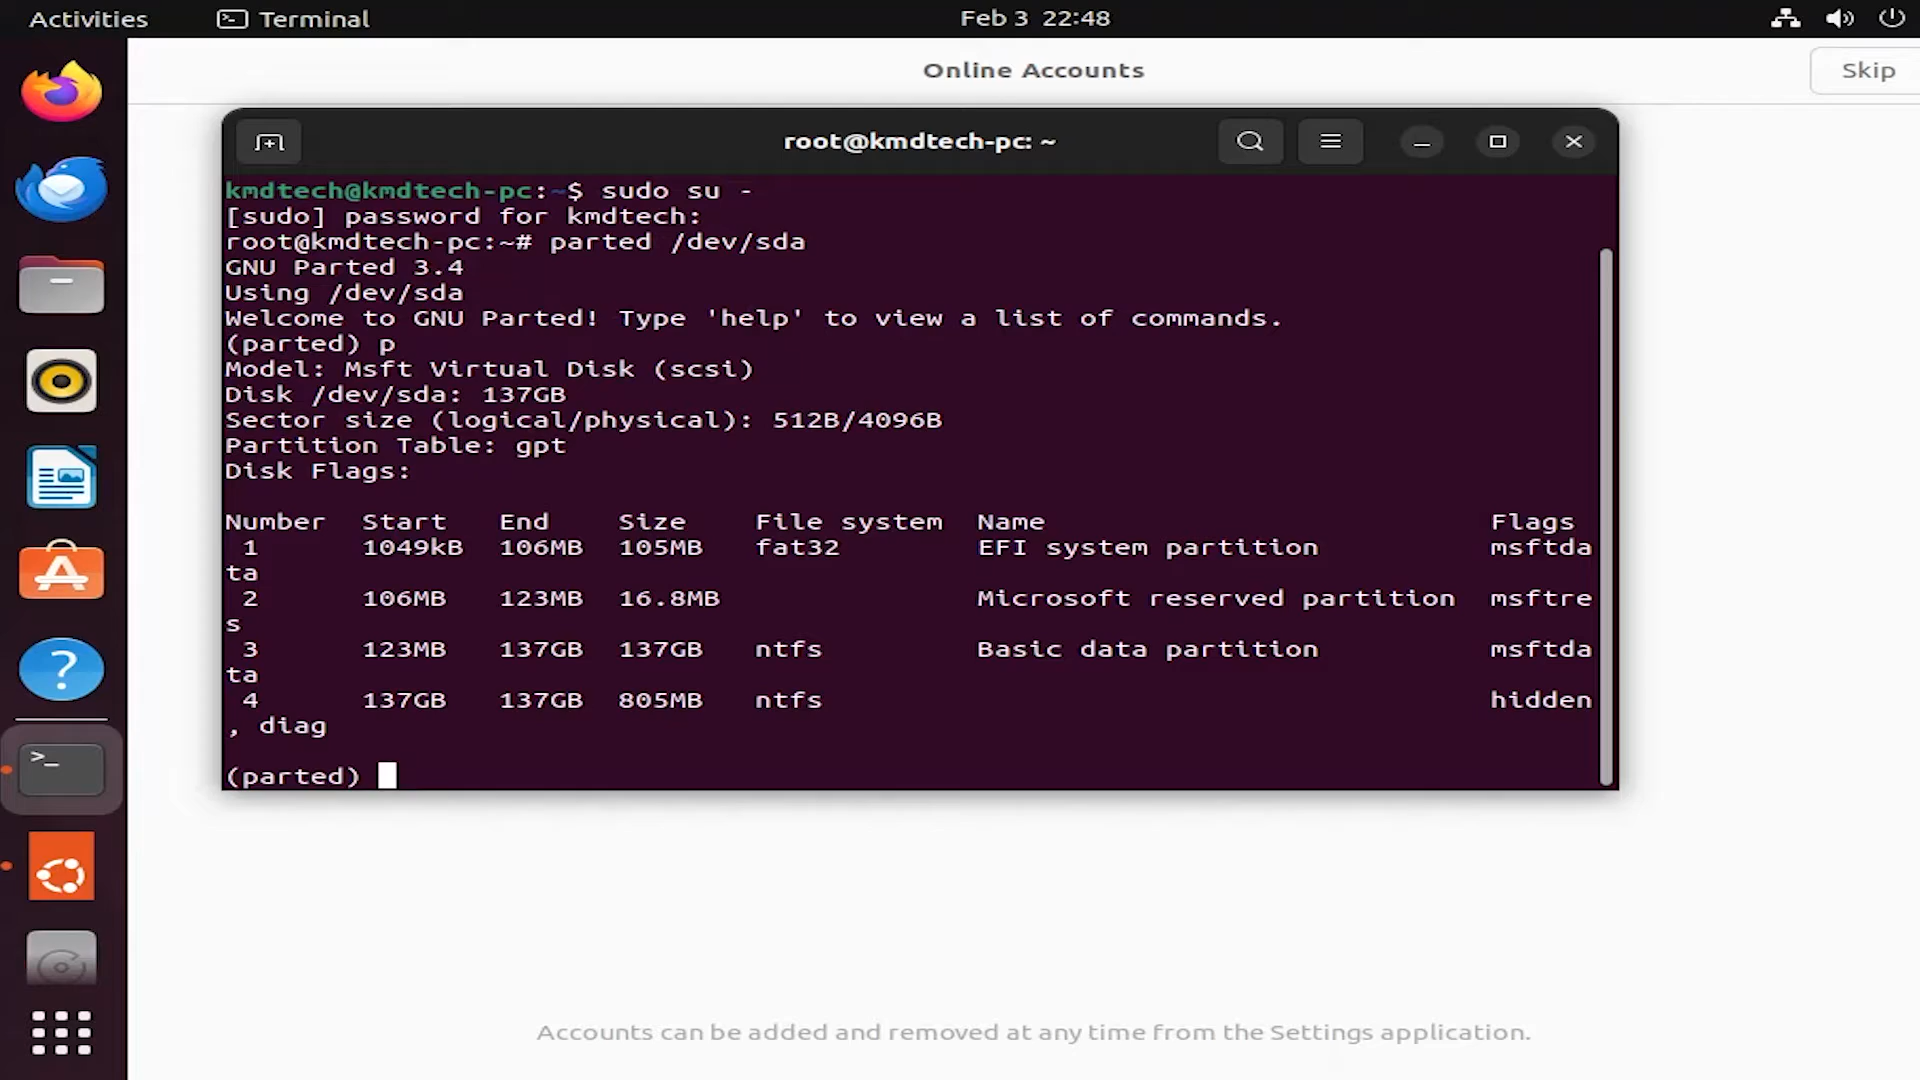 Activities Terminal Feb 3 22:48
Online Accounts Skip
root@kmdtech-pc: ~
kmdtech@kmdtech-pc:~$ sudo su -
[sudo] password for kmdtech:
root@kmdtech-pc:~# parted /dev/sda
GNU Parted 3.4
Using /dev/sda
Welcome to GNU Parted! Type 'help' to view a list of commands.
(parted) p
Model: Msft Virtual Disk (scsi)
Disk /dev/sda: 137GB
Sector size (logical/physical): 512B/4096B
Partition Table: gpt
Disk Flags:
Number Start End Size File system Name Flags
1 1049kB 106MB 105MB fat32 EFI system partition msftda
ta
2 106MB 123MB 16.8MB Microsoft reserved partition msftre
s
3 123MB 137GB 137GB ntfs Basic data partition msftda
ta
4 137GB 137GB 805MB ntfs hidden
, diag
(parted)
Accounts can be added and removed at any time from the Settings application.